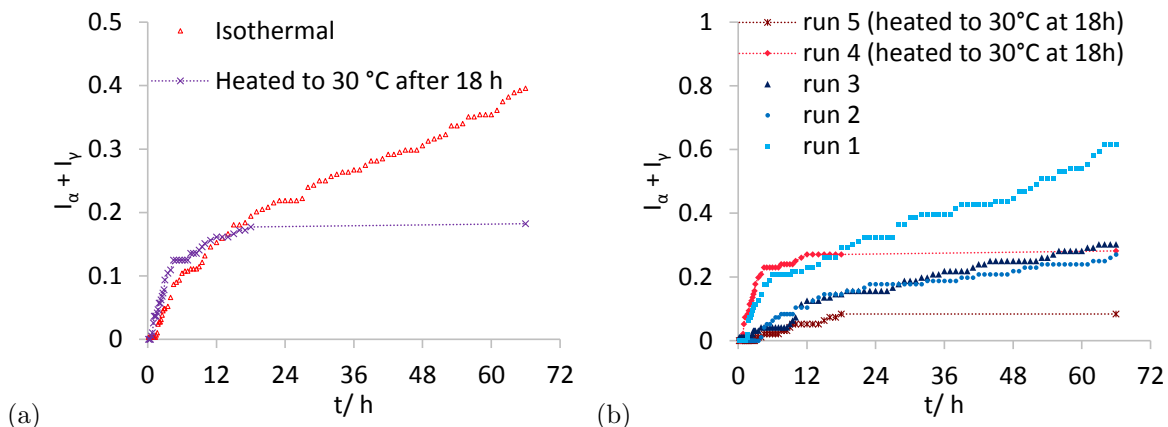 0.5
0.4
0.3
0.2
0.1
0
I_α + I_γ
Isothermal
Heated to 30 °C after 18 h
0 12 24 36 48 60 72
t/ h
(a)
1
0.8
0.6
0.4
0.2
0
I_α + I_γ
run 5 (heated to 30°C at 18h)
run 4 (heated to 30°C at 18h)
run 3
run 2
run 1
0 12 24 36 48 60 72
t/ h
(b)